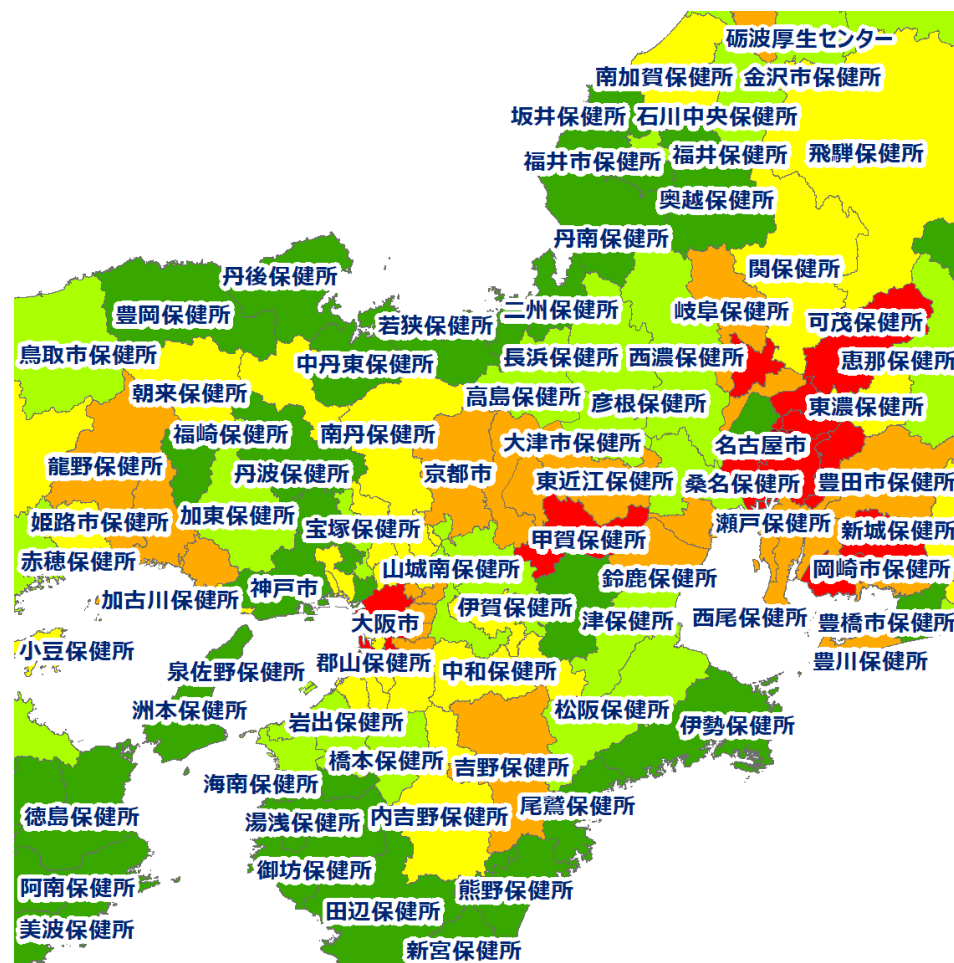 砺波厚生センター
南加賀保健所
金沢市保健所
坂井保健所
石川中央保健所
福井市保健所
福井保健所
飛騨保健所
奥越保健所
丹南保健所
関保健所
丹後保健所
豊岡保健所
若狭保健所
二州保健所
岐阜保健所
可茂保健所
鳥取市保健所
中丹東保健所
長浜保健所
西濃保健所
恵那保健所
朝来保健所
高島保健所
彦根保健所
東濃保健所
福崎保健所
南丹保健所
大津市保健所
名古屋市
龍野保健所
丹波保健所
京都市
東近江保健所
桑名保健所
豊田市保健所
姫路市保健所
加東保健所
宝塚保健所
甲賀保健所
瀬戸保健所
新城保健所
赤穂保健所
山城南保健所
岡崎市保健所
加古川保健所
神戸市
鈴鹿保健所
伊賀保健所
大阪市
津保健所
西尾保健所
豊橋市保健所
小豆保健所
泉佐野保健所
郡山保健所
中和保健所
豊川保健所
洲本保健所
岩出保健所
松阪保健所
伊勢保健所
橋本保健所
吉野保健所
海南保健所
徳島保健所
湯浅保健所
内吉野保健所
尾鷲保健所
御坊保健所
阿南保健所
熊野保健所
田辺保健所
美波保健所
新宮保健所